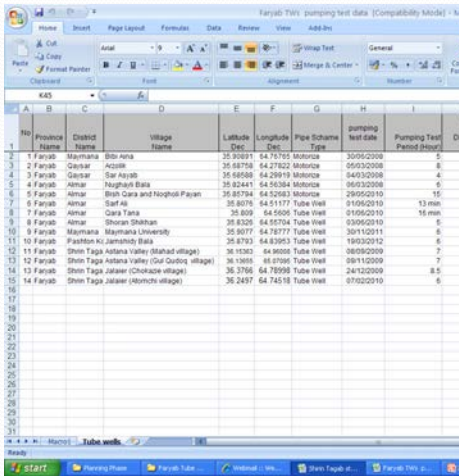 Faryab TWs pumping test data [Compatibility Mode] - M
Home Insert Page Layout Formulas Data Review View Add-Ins
Cut
Copy
Paste
Format Painter
Arial 9 Wrap Text General
B I U Merge & Center
Clipboard Font Alignment Number
K45
A B C D E F G H I
No Province Name District Name Village Name Latitude Dec Longitude Dec Pipe Scheme Type pumping test date Pumping Test Period (Hour)
1 Faryab Maymana Bibi Aina 35.90891 64.76765 Motorize 30/06/2008 5
2 Faryab Almar Arzolik 35.68758 64.27822 Motorize 05/03/2008 8
3 Faryab Gaysar Sar Asyab 35.68588 64.29919 Motorize 04/03/2008 4
4 Faryab Almar Nughayli Bala 35.82441 64.56384 Motorize 06/03/2008 6
5 Faryab Almar Bish Qara and Noqholi Payan 35.85794 64.52683 Motorize 29/05/2010 15
6 Faryab Almar Sarf Ali 35.8076 64.51177 Tube Well 01/06/2010 13 min
7 Faryab Almar Qara Tana 35.809 64.5606 Tube Well 01/06/2010 16 min
8 Faryab Almar Shoran Shikhan 35.8325 64.55704 Tube Well 03/06/2010 6
9 Faryab Maymana Maymana University 35.9077 64.78777 Tube Well 30/11/2011 6
10 Faryab Pashton Ko Jamshidy Bala 35.8793 64.83953 Tube Well 19/03/2012 6
11 Faryab Shrin Taga Astana Valley (Mahad village) Tube Well 08/09/2009 7
12 Faryab Shrin Taga Astana Valley (Gul Qudoq village) Tube Well 09/11/2009 7
13 Faryab Shrin Taga Jalaier (Chokazie village) 36.3766 64.78998 Tube Well 24/12/2009 8.5
14 Faryab Shrin Taga Jalaier (Alomchi village) 36.2497 64.74518 Tube Well 07/02/2010 6
Macro1 Tube wells
Ready
start Planning Phase Faryab Tube ... Webmail :: We... Shrin Tagab st... Faryab TWs p...